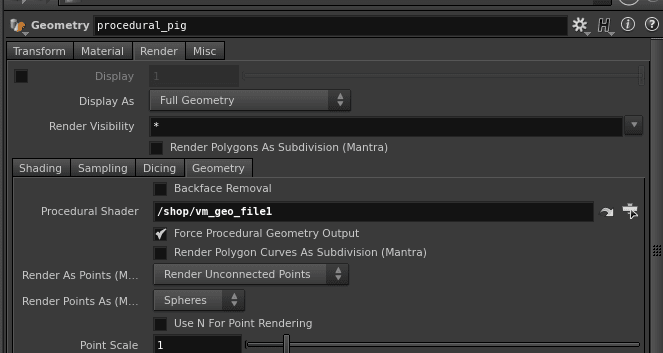 Geometry procedural_pig
Transform Material Render Misc
Display 1
Display As Full Geometry
Render Visibility *
Render Polygons As Subdivision (Mantra)
Shading Sampling Dicing Geometry
Backface Removal
Procedural Shader /shop/vm_geo_file1
Force Procedural Geometry Output
Render Polygon Curves As Subdivision (Mantra)
Render As Points (M... Render Unconnected Points
Render Points As (M... Spheres
Use N For Point Rendering
Point Scale 1